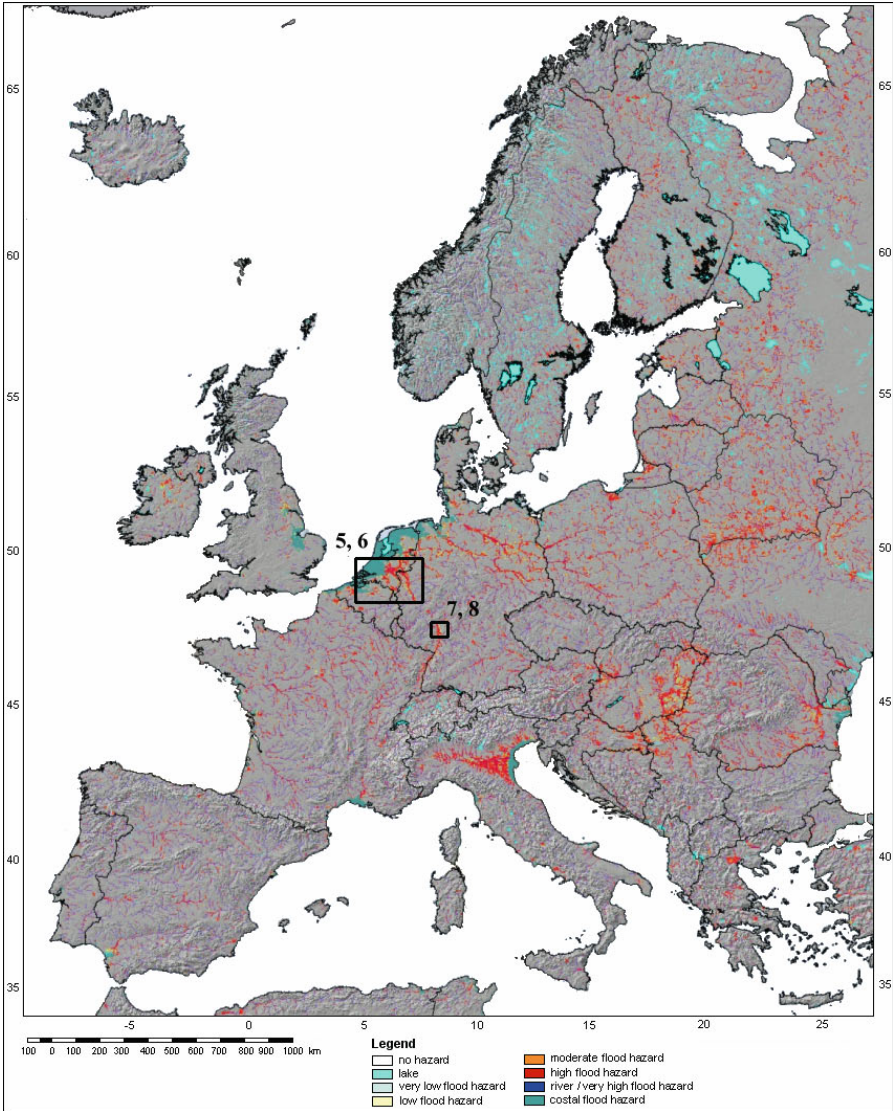 65
65
60
60
55
55
5, 6
50
50
7, 8
45
45
40
40
35
35
-5 0 5 10 15 20 25
100 0 100 200 300 400 500 600 700 800 900 1000 km
Legend
no hazard
lake
very low flood hazard
low flood hazard
moderate flood hazard
high flood hazard
river / very high flood hazard
costal flood hazard